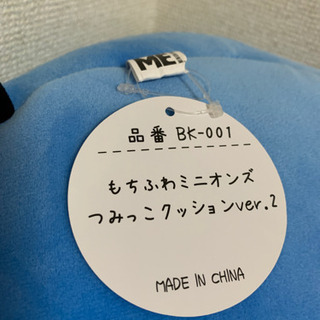 ME
品番 BK-001
もちふわミニオンズ
つみっこクッションver.2
MADE IN CHINA